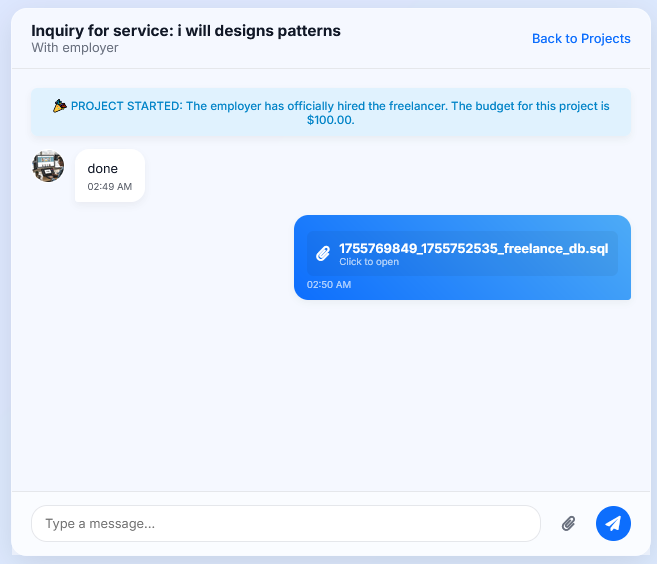 Inquiry for service: i will designs patterns
With employer
Back to Projects
🎉 PROJECT STARTED: The employer has officially hired the freelancer. The budget for this project is
$100.00.
done
02:49 AM
1755769849_1755752535_freelance_db.sql
Click to open
02:50 AM
Type a message...